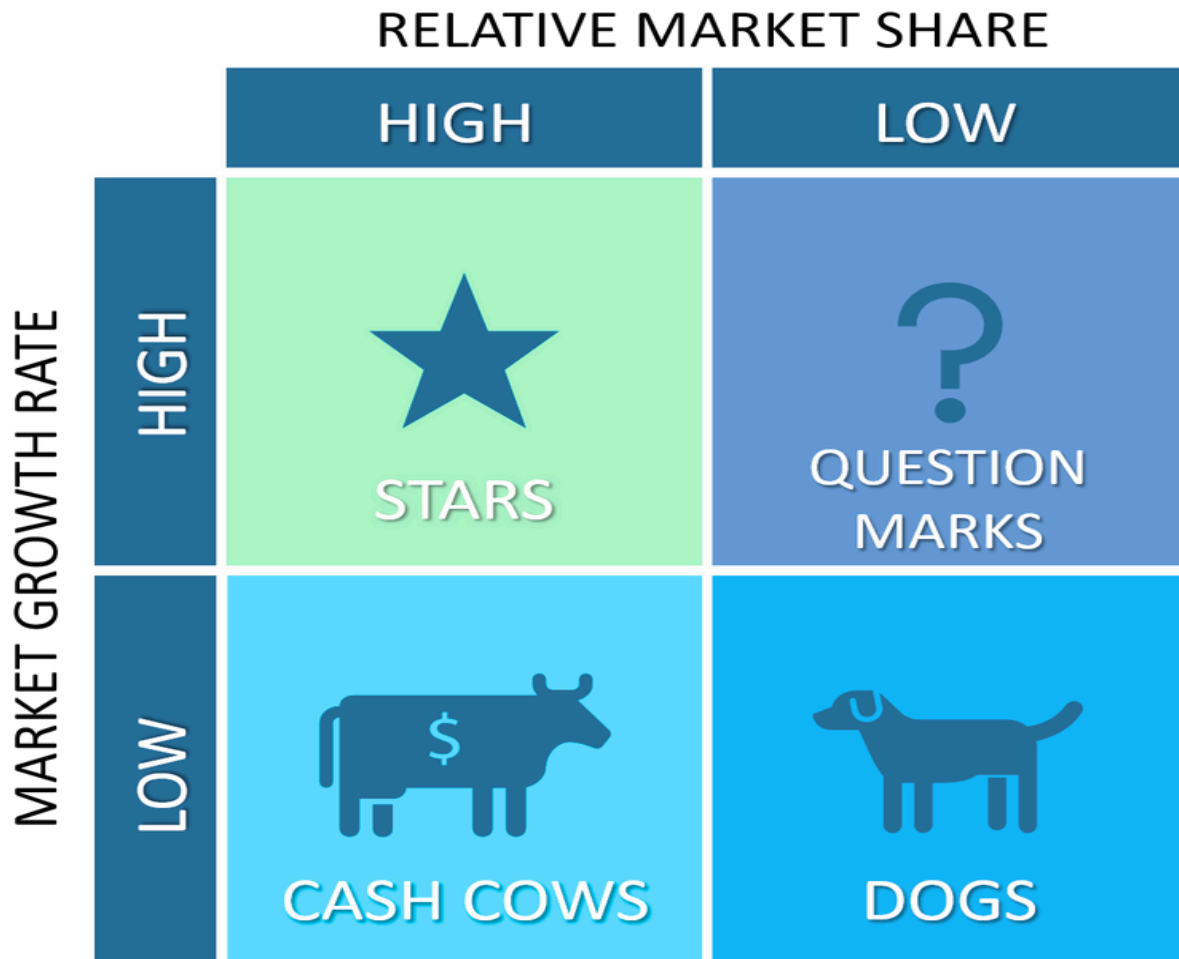 RELATIVE MARKET SHARE
HIGH
LOW
MARKET GROWTH RATE
HIGH
STARS
?
QUESTION
MARKS
LOW
$
CASH COWS
DOGS